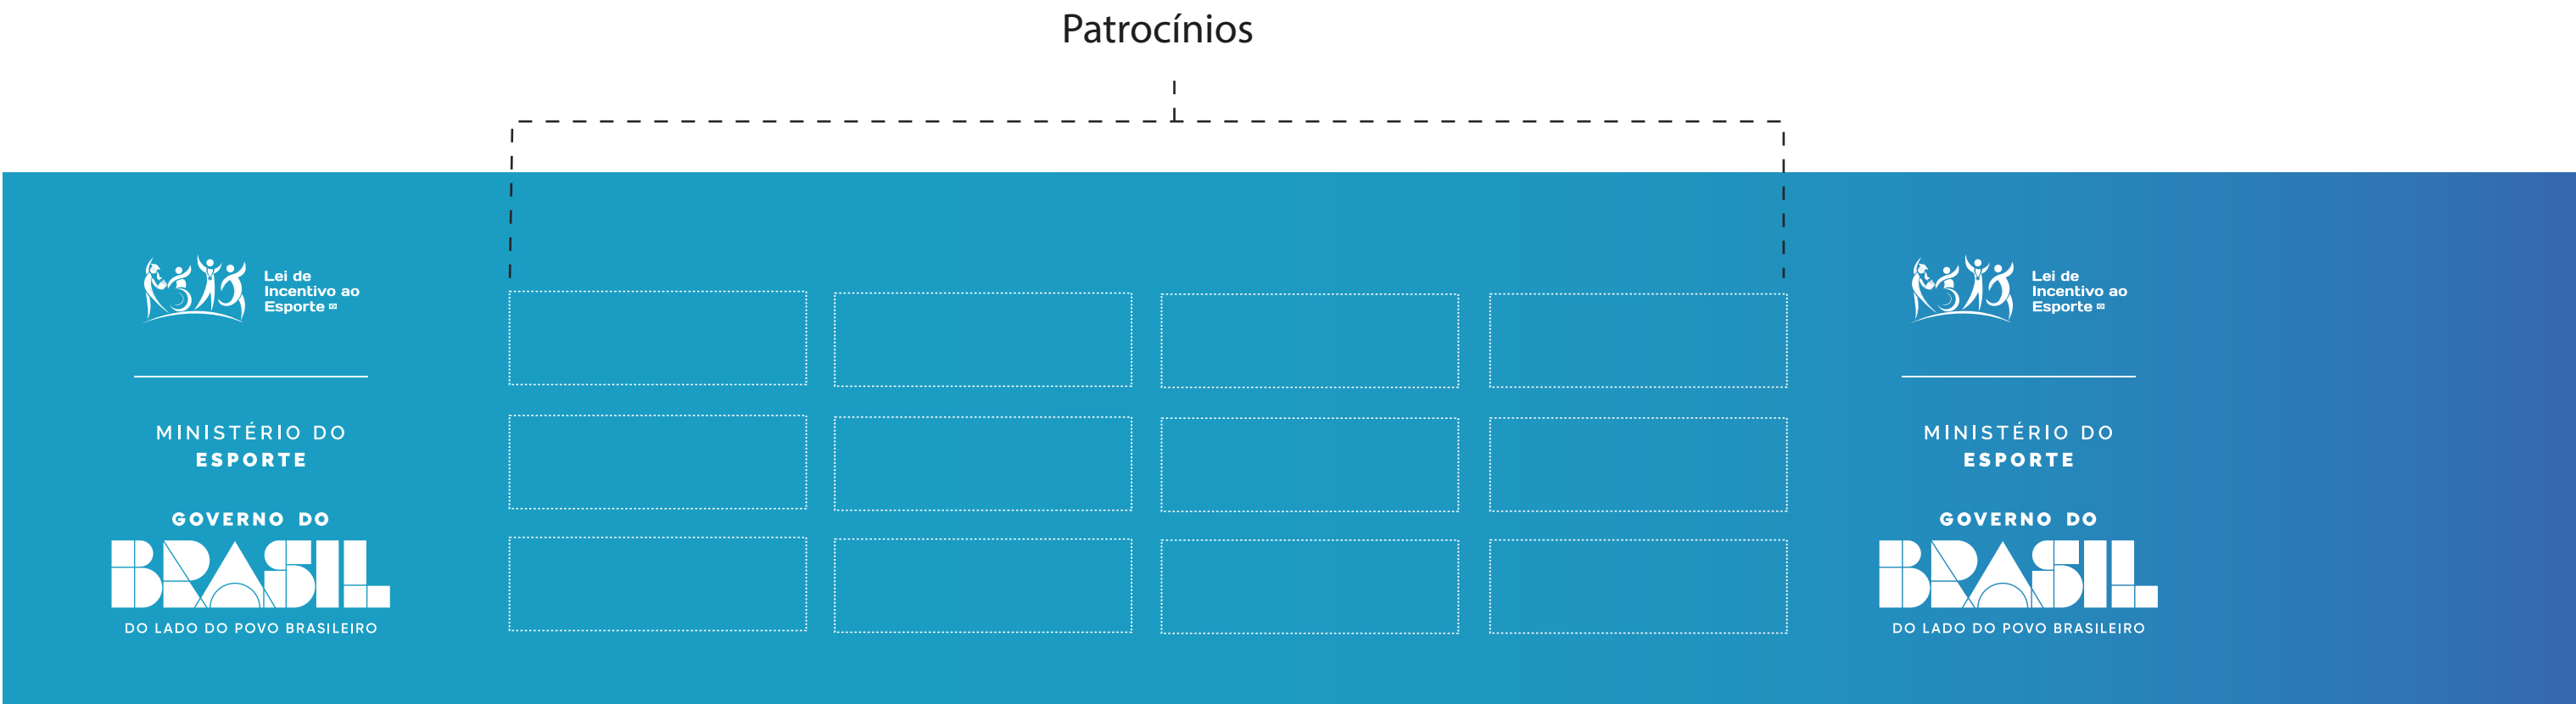 Patrocínios
Lei de
Incentivo ao
Esporte
MINISTÉRIO DO
ESPORTE
GOVERNO DO
BRASIL
DO LADO DO POVO BRASILEIRO
Lei de
Incentivo ao
Esporte
MINISTÉRIO DO
ESPORTE
GOVERNO DO
BRASIL
DO LADO DO POVO BRASILEIRO